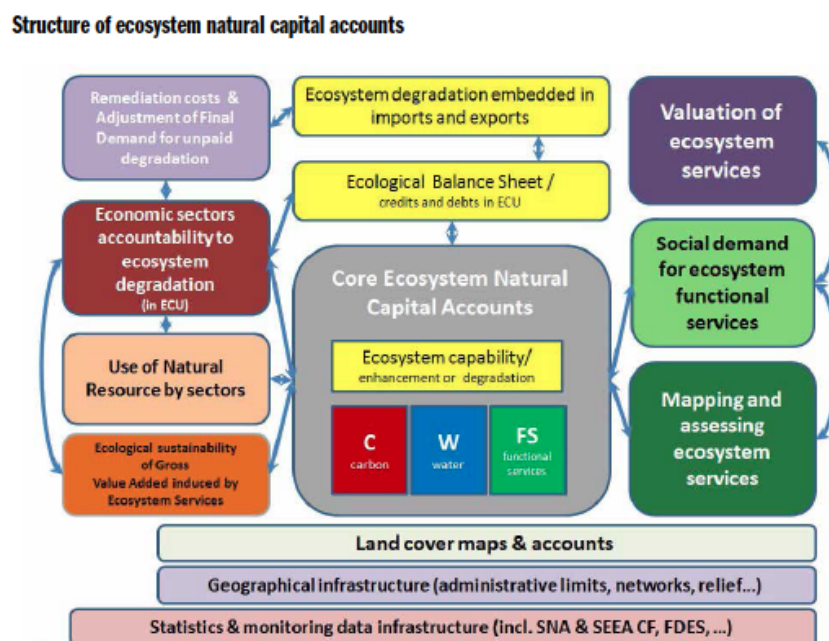 Structure of ecosystem natural capital accounts
Remediation costs &
Adjustment of Final
Demand for unpaid
degradation
Ecosystem degradation embedded in
imports and exports
Valuation of
ecosystem
services
Ecological Balance Sheet /
credits and debts in ECU
Economic sectors
accountability to
ecosystem
degradation
(in ECU)
Core Ecosystem Natural
Capital Accounts
Social demand
for ecosystem
functional
services
Use of Natural
Resource by sectors
Ecosystem capability/
enhancement or degradation
Mapping and
assessing
ecosystem
services
C
carbon
W
water
FS
functional
services
Ecological sustainability
of Gross
Value Added induced by
Ecosystem Services
Land cover maps & accounts
Geographical infrastructure (administrative limits, networks, relief...)
Statistics & monitoring data infrastructure (incl. SNA & SEEA CF, FDES, ...)